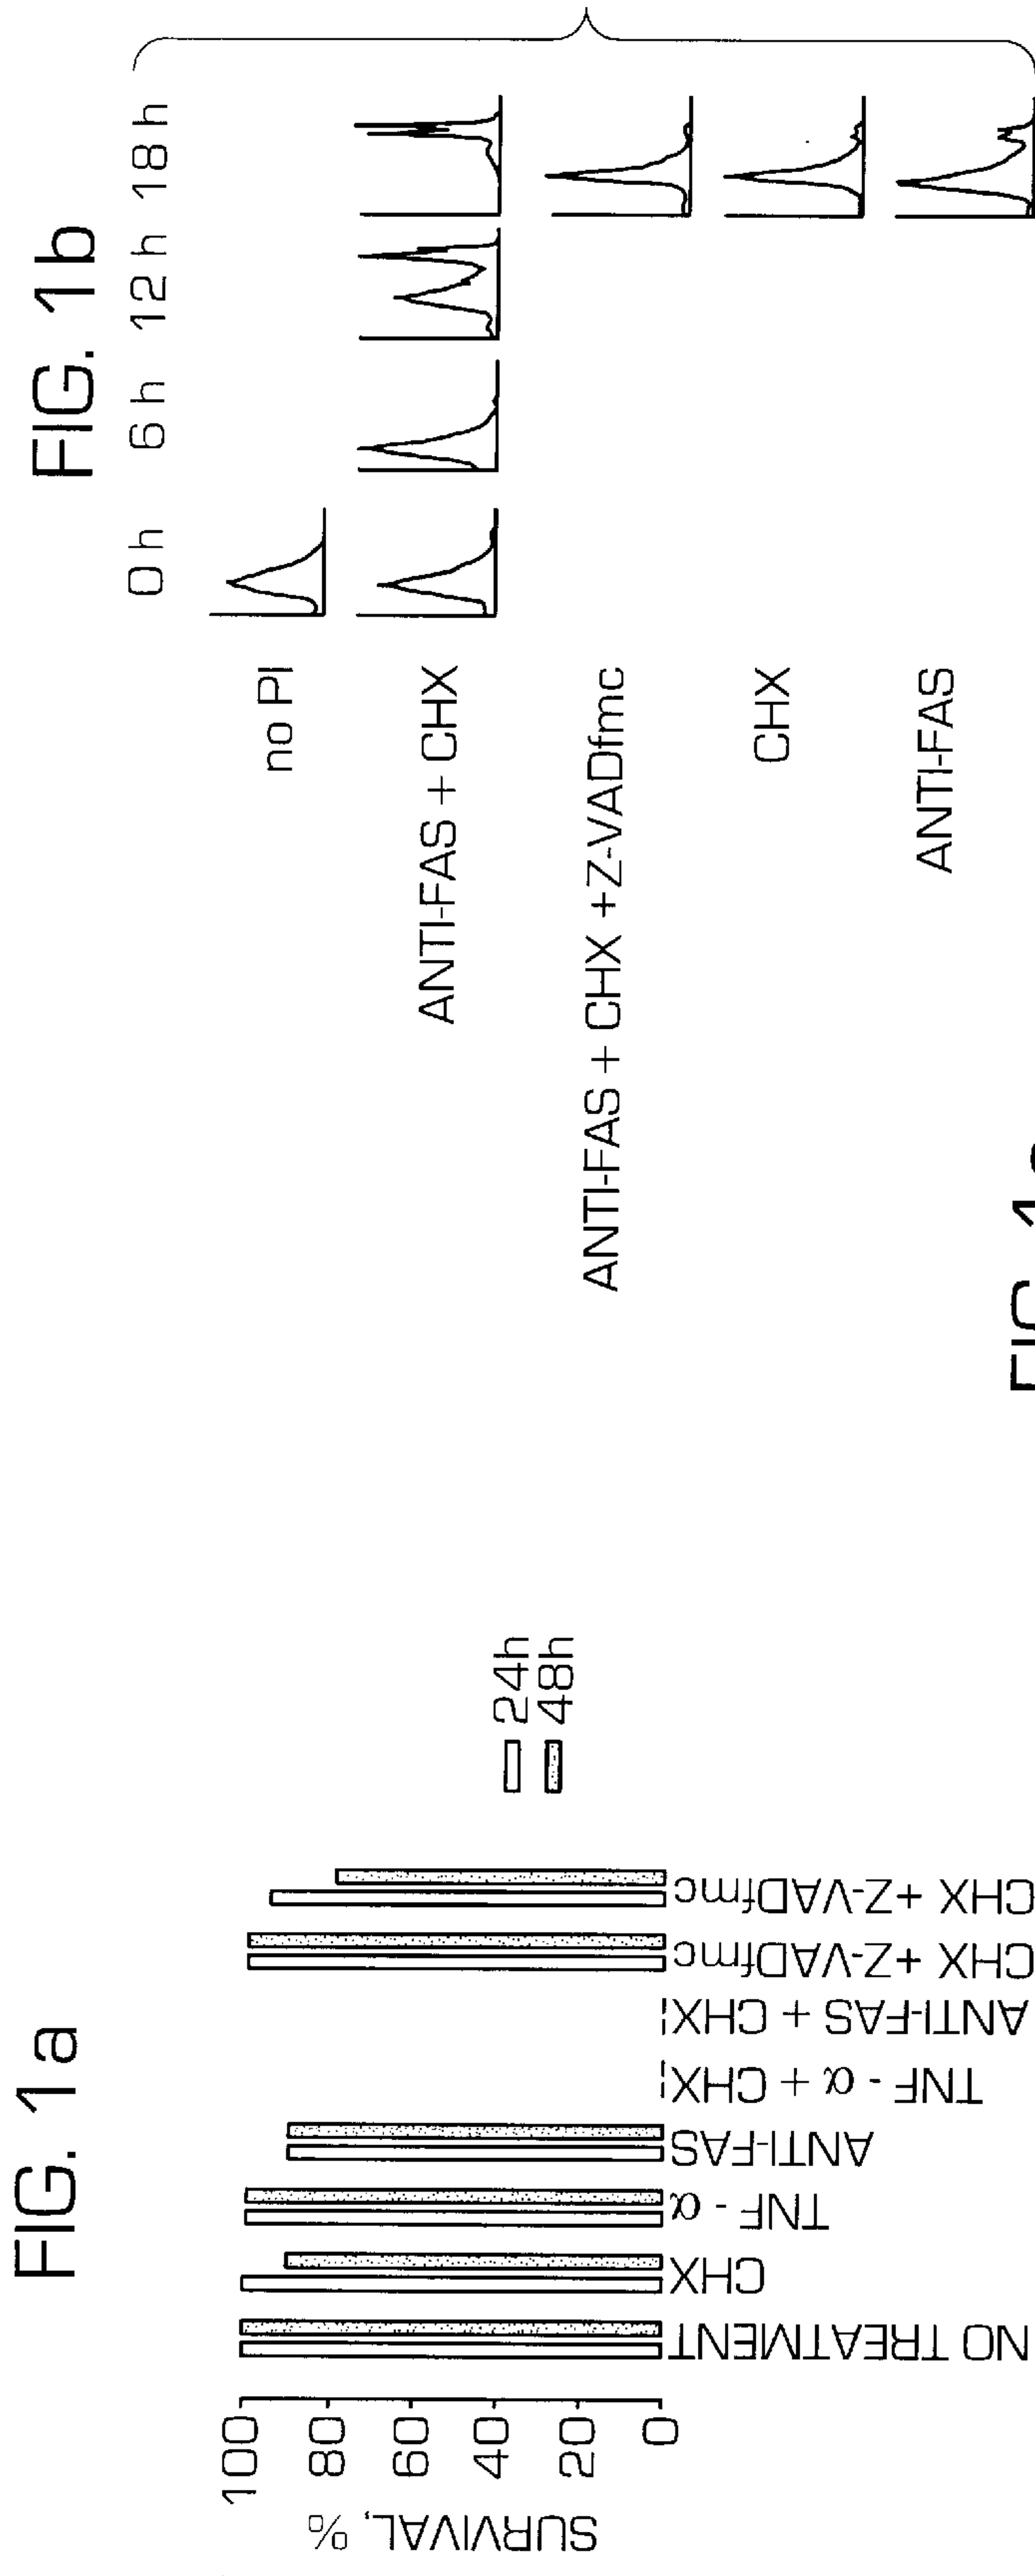 FIG. 1a
SURVIVAL, %
100
80
60
40
20
0
NO TREATMENT
CHX
TNF - α
ANTI-FAS
TNF - α + CHX
ANTI-FAS + CHX
CHX +Z-VADfmc
CHX +Z-VADfmc
24h
48h
FIG. 1b
0 h 6 h 12 h 18 h
no PI
ANTI-FAS + CHX
ANTI-FAS + CHX +Z-VADfmc
CHX
ANTI-FAS